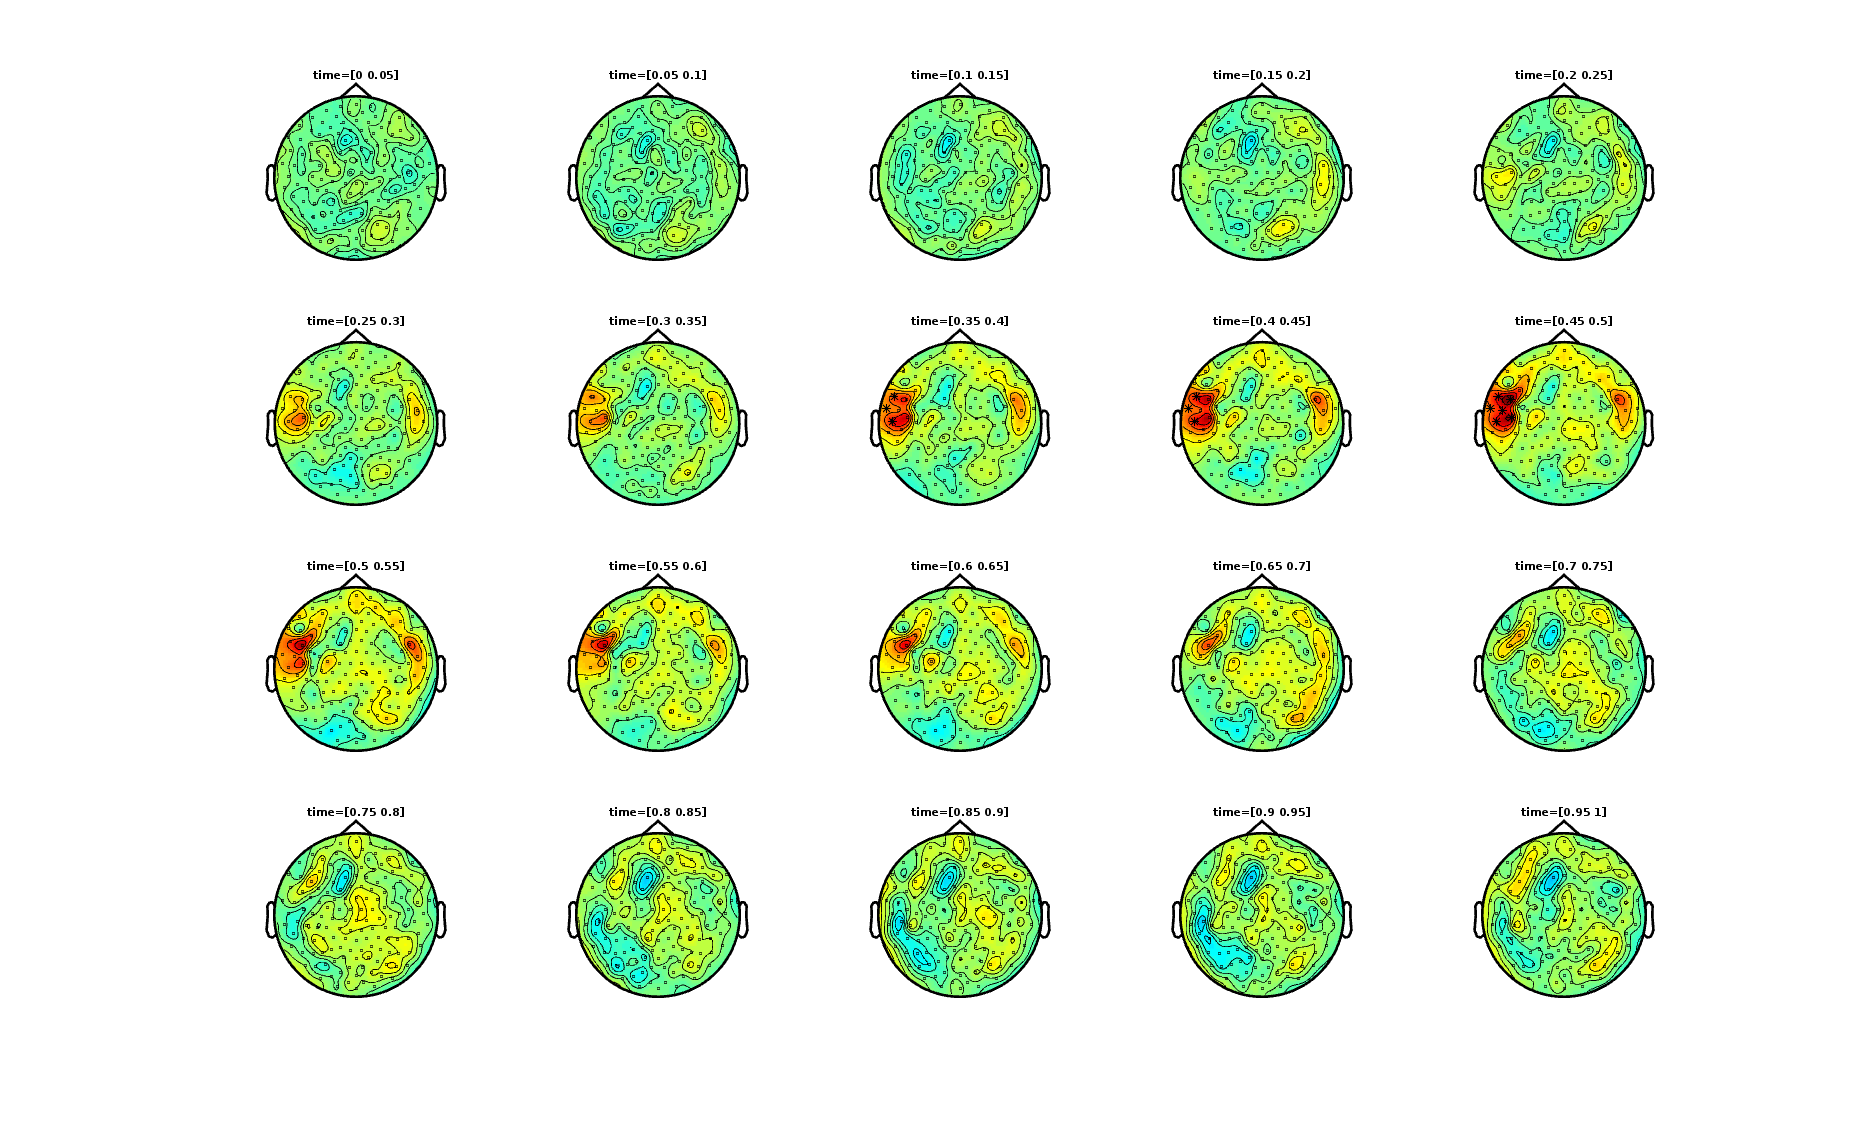 time=[0 0.05]
time=[0.05 0.1]
time=[0.1 0.15]
time=[0.15 0.2]
time=[0.2 0.25]
time=[0.25 0.3]
time=[0.3 0.35]
time=[0.35 0.4]
time=[0.4 0.45]
time=[0.45 0.5]
time=[0.5 0.55]
time=[0.55 0.6]
time=[0.6 0.65]
time=[0.65 0.7]
time=[0.7 0.75]
time=[0.75 0.8]
time=[0.8 0.85]
time=[0.85 0.9]
time=[0.9 0.95]
time=[0.95 1]